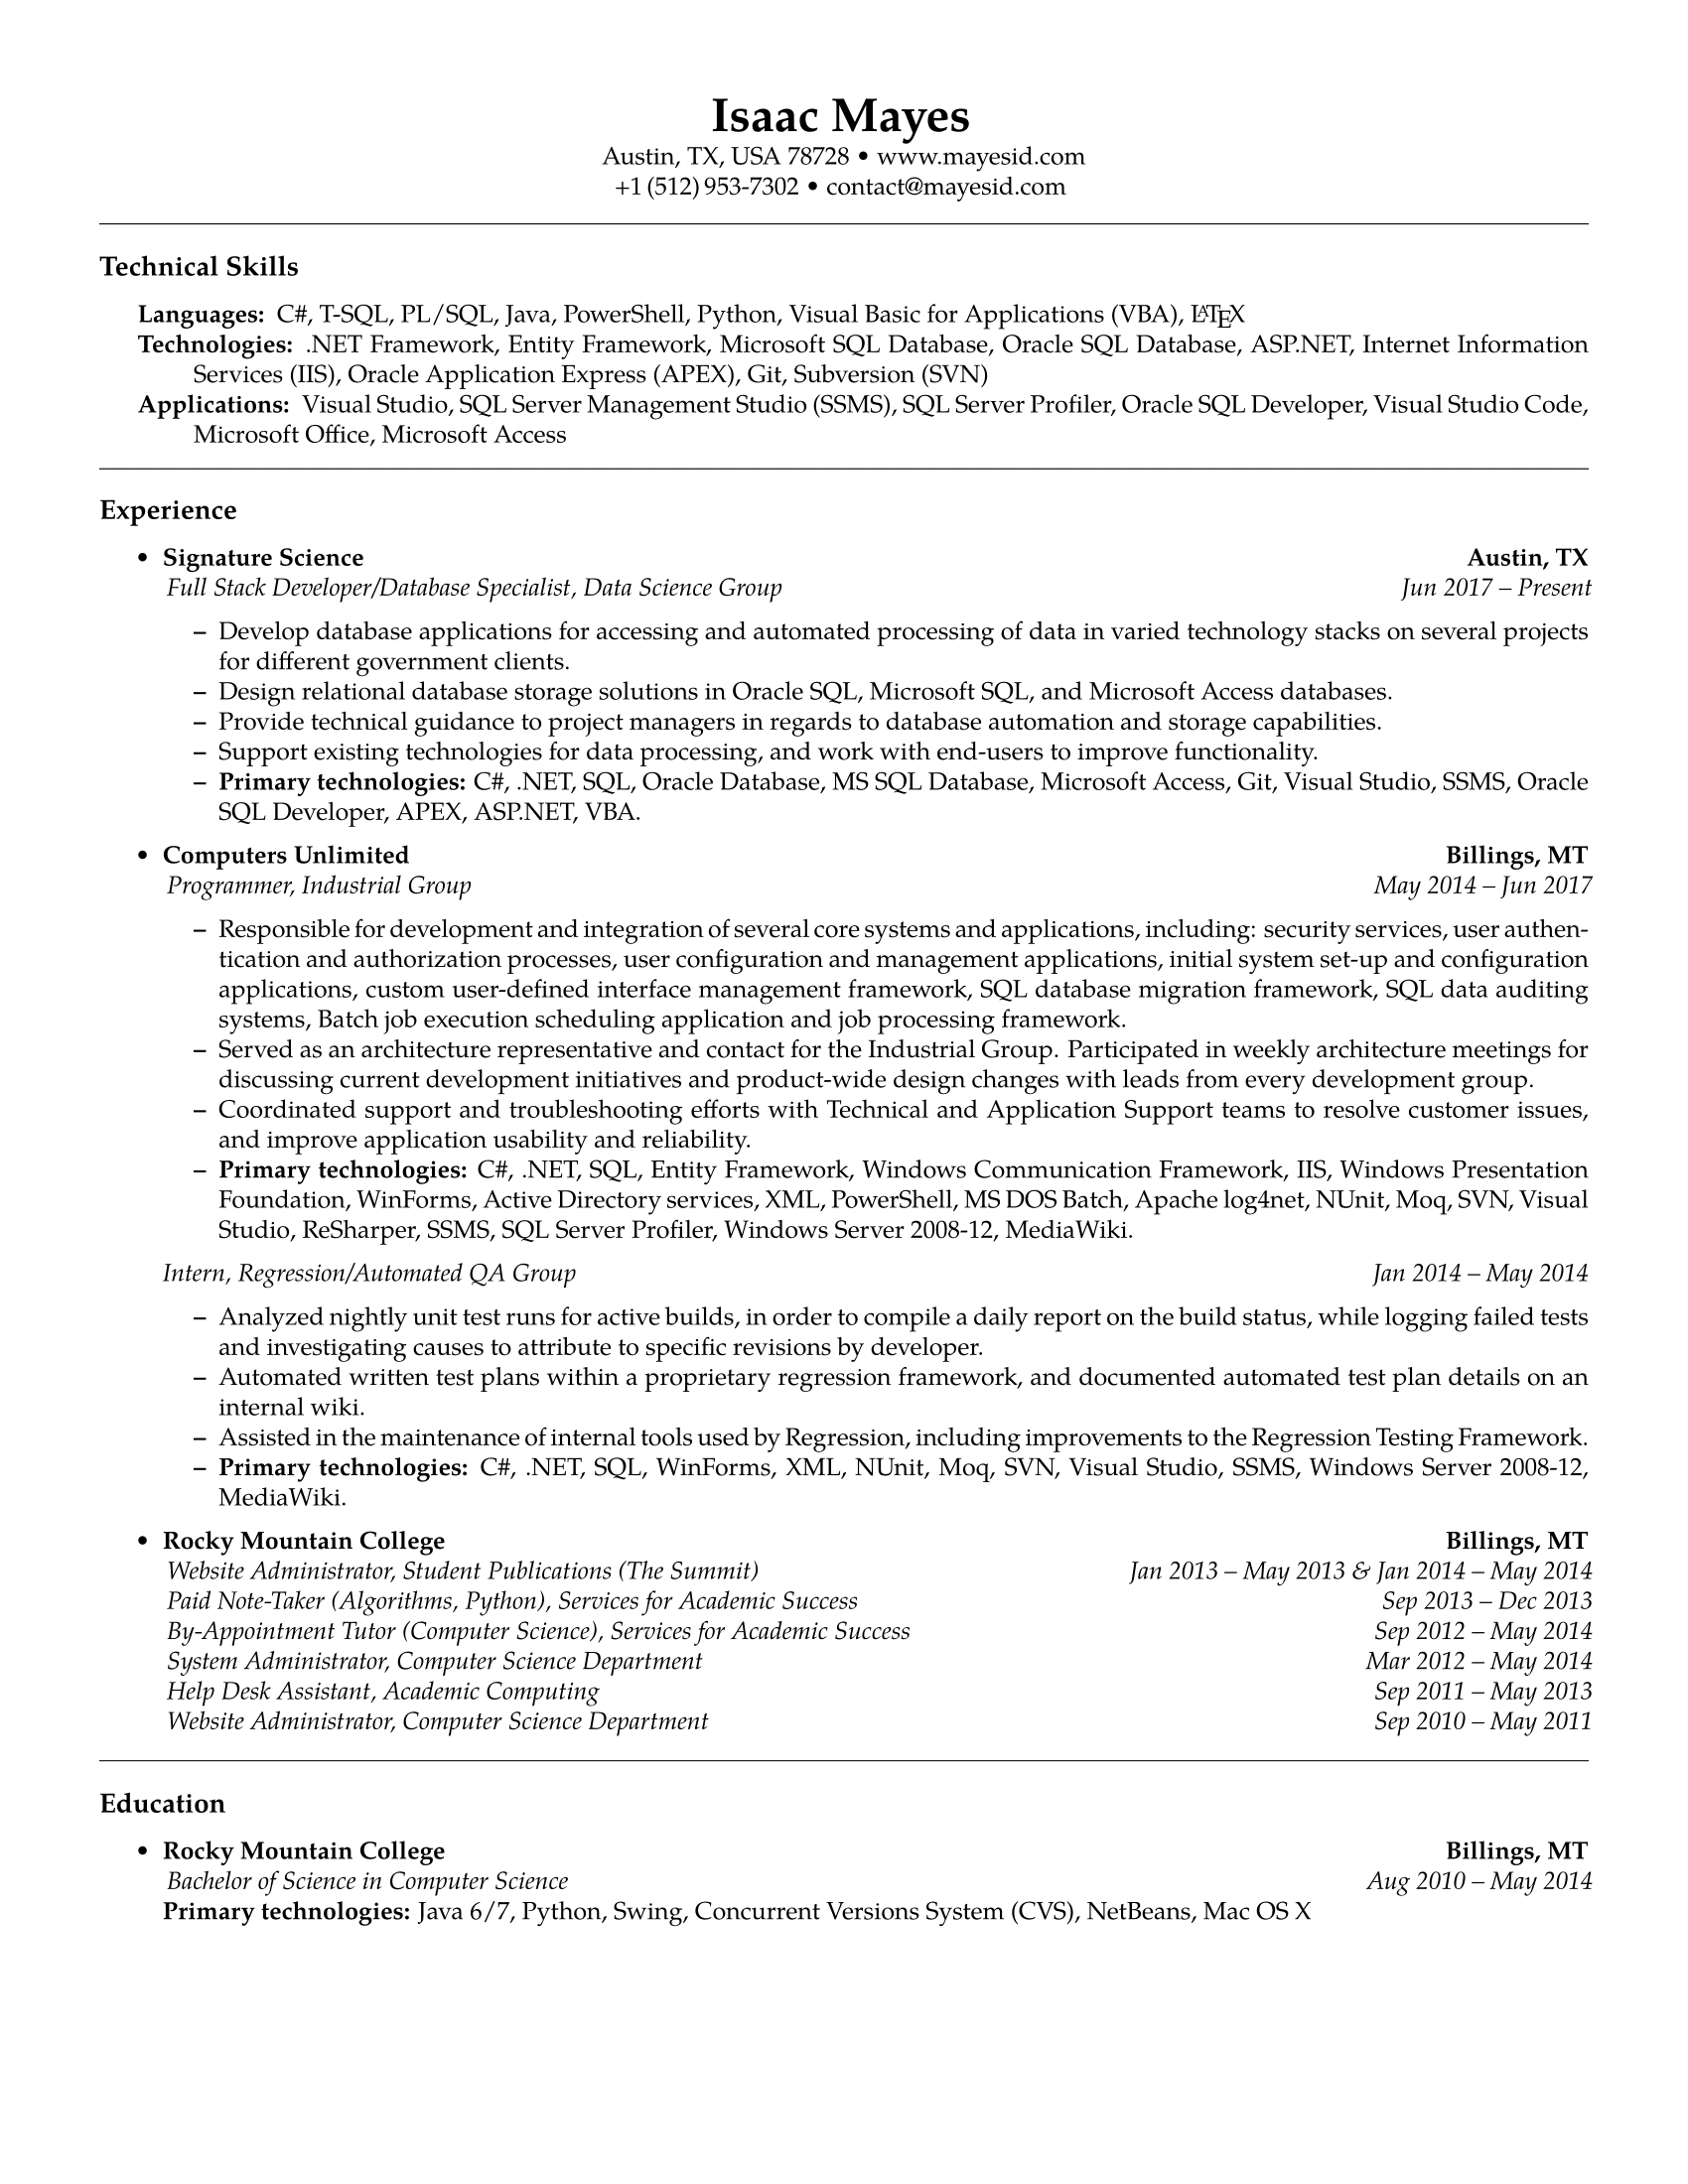 Isaac Mayes
Austin, TX, USA 78728 • www.mayesid.com
+1 (512) 953-7302 • contact@mayesid.com
Technical Skills
Languages: C#, T-SQL, PL/SQL, Java, PowerShell, Python, Visual Basic for Applications (VBA), LATEX
Technologies: .NET Framework, Entity Framework, Microsoft SQL Database, Oracle SQL Database, ASP.NET, Internet Information
Services (IIS), Oracle Application Express (APEX), Git, Subversion (SVN)
Applications: Visual Studio, SQL Server Management Studio (SSMS), SQL Server Profiler, Oracle SQL Developer, Visual Studio Code,
Microsoft Office, Microsoft Access
Experience
• Signature Science Austin, TX
Full Stack Developer/Database Specialist, Data Science Group Jun 2017 – Present
– Develop database applications for accessing and automated processing of data in varied technology stacks on several projects
for different government clients.
– Design relational database storage solutions in Oracle SQL, Microsoft SQL, and Microsoft Access databases.
– Provide technical guidance to project managers in regards to database automation and storage capabilities.
– Support existing technologies for data processing, and work with end-users to improve functionality.
– Primary technologies: C#, .NET, SQL, Oracle Database, MS SQL Database, Microsoft Access, Git, Visual Studio, SSMS, Oracle
SQL Developer, APEX, ASP.NET, VBA.
• Computers Unlimited Billings, MT
Programmer, Industrial Group May 2014 – Jun 2017
– Responsible for development and integration of several core systems and applications, including: security services, user authen-
tication and authorization processes, user configuration and management applications, initial system set-up and configuration
applications, custom user-defined interface management framework, SQL database migration framework, SQL data auditing
systems, Batch job execution scheduling application and job processing framework.
– Served as an architecture representative and contact for the Industrial Group. Participated in weekly architecture meetings for
discussing current development initiatives and product-wide design changes with leads from every development group.
– Coordinated support and troubleshooting efforts with Technical and Application Support teams to resolve customer issues,
and improve application usability and reliability.
– Primary technologies: C#, .NET, SQL, Entity Framework, Windows Communication Framework, IIS, Windows Presentation
Foundation, WinForms, Active Directory services, XML, PowerShell, MS DOS Batch, Apache log4net, NUnit, Moq, SVN, Visual
Studio, ReSharper, SSMS, SQL Server Profiler, Windows Server 2008-12, MediaWiki.
Intern, Regression/Automated QA Group Jan 2014 – May 2014
– Analyzed nightly unit test runs for active builds, in order to compile a daily report on the build status, while logging failed tests
and investigating causes to attribute to specific revisions by developer.
– Automated written test plans within a proprietary regression framework, and documented automated test plan details on an
internal wiki.
– Assisted in the maintenance of internal tools used by Regression, including improvements to the Regression Testing Framework.
– Primary technologies: C#, .NET, SQL, WinForms, XML, NUnit, Moq, SVN, Visual Studio, SSMS, Windows Server 2008-12,
MediaWiki.
• Rocky Mountain College Billings, MT
Website Administrator, Student Publications (The Summit) Jan 2013 – May 2013 & Jan 2014 – May 2014
Paid Note-Taker (Algorithms, Python), Services for Academic Success Sep 2013 – Dec 2013
By-Appointment Tutor (Computer Science), Services for Academic Success Sep 2012 – May 2014
System Administrator, Computer Science Department Mar 2012 – May 2014
Help Desk Assistant, Academic Computing Sep 2011 – May 2013
Website Administrator, Computer Science Department Sep 2010 – May 2011
Education
• Rocky Mountain College Billings, MT
Bachelor of Science in Computer Science Aug 2010 – May 2014
Primary technologies: Java 6/7, Python, Swing, Concurrent Versions System (CVS), NetBeans, Mac OS X